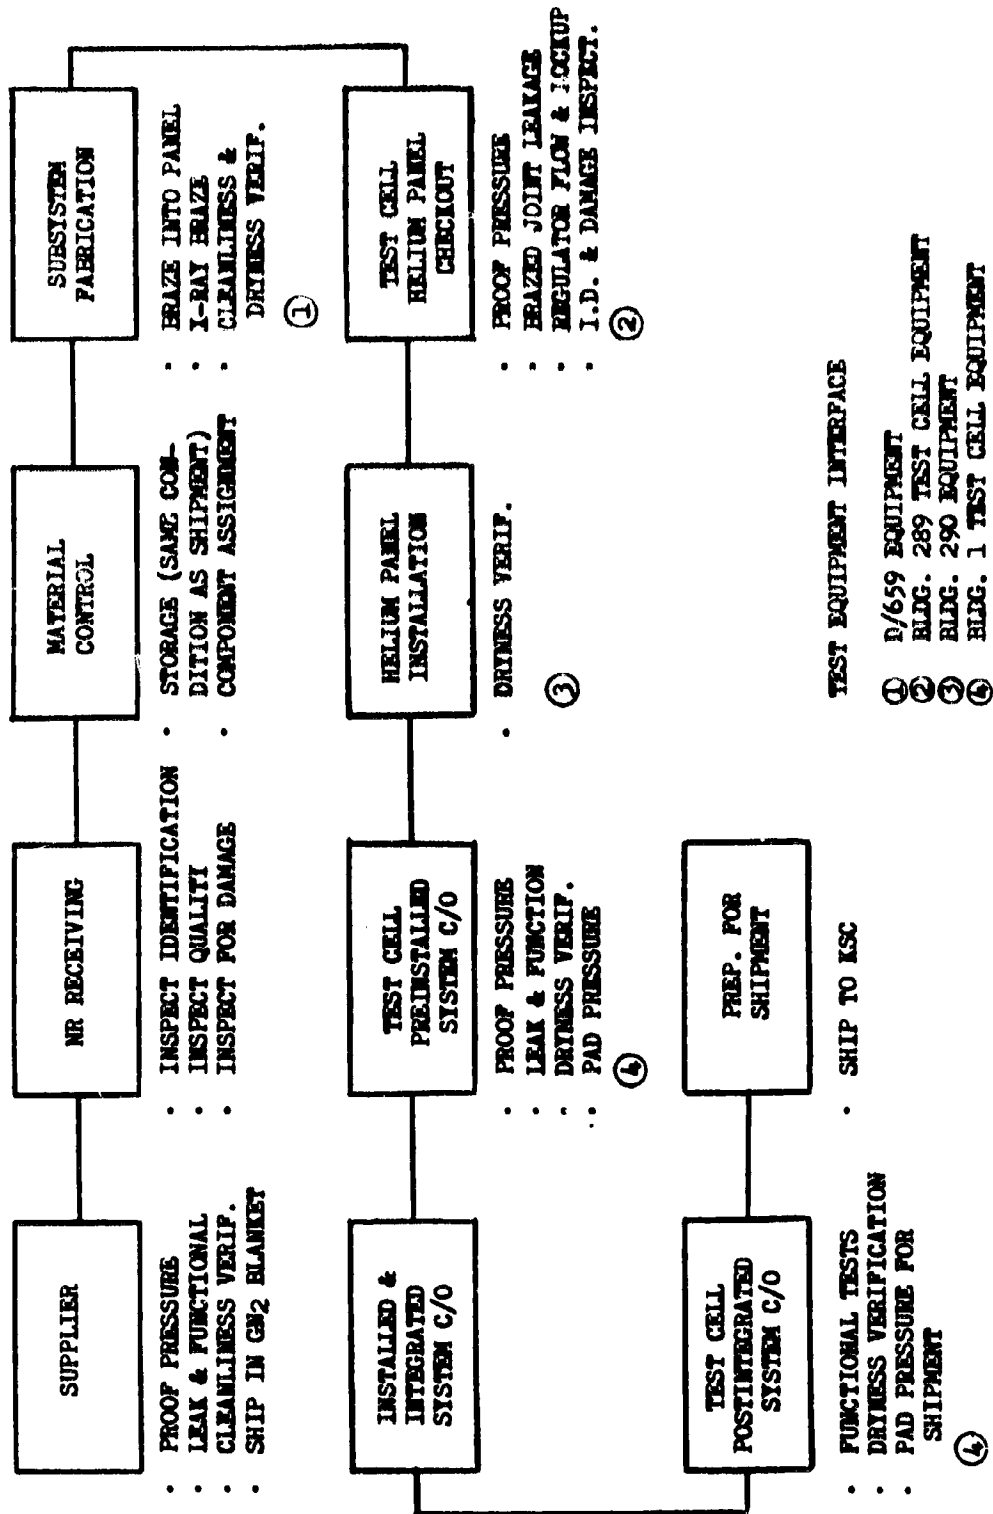 SUPPLIER
· PROOF PRESSURE
· LEAK & FUNCTIONAL
· CLEANLINESS VERIF.
· SHIP IN GN2 BLANKET
NR RECEIVING
· INSPECT IDENTIFICATION
· INSPECT QUALITY
· INSPECT FOR DAMAGE
MATERIAL
CONTROL
· STORAGE (SAME CON-
DITION AS SHIPMENT)
· COMPONENT ASSIGNMENT
SUBSYSTEM
FABRICATION
· BRAZE INTO PANEL
· X-RAY BRAZE
· CLEANLINESS &
DRYNESS VERIF.
①
TEST CELL
HELIUM PANEL
CHECKOUT
· PROOF PRESSURE
· BRAZED JOINT LEAKAGE
· REGULATOR FLOW & LOCKUP
· I.D. & DAMAGE INSPECT.
②
HELIUM PANEL
INSTALLATION
· DRYNESS VERIF.
③
TEST CELL
PREINSTALLED
SYSTEM C/O
· PROOF PRESSURE
· LEAK & FUNCTION
· DRYNESS VERIF.
· PAD PRESSURE
④
INSTALLED &
INTEGRATED
SYSTEM C/O
TEST CELL
POSTINTEGRATED
SYSTEM C/O
· FUNCTIONAL TESTS
· DRYNESS VERIFICATION
· PAD PRESSURE FOR
SHIPMENT
④
PREP. FOR
SHIPMENT
· SHIP TO KSC
TEST EQUIPMENT INTERFACE
① D/659 EQUIPMENT
② BLDG. 289 TEST CELL EQUIPMENT
③ BLDG. 290 EQUIPMENT
④ BLDG. 1 TEST CELL EQUIPMENT